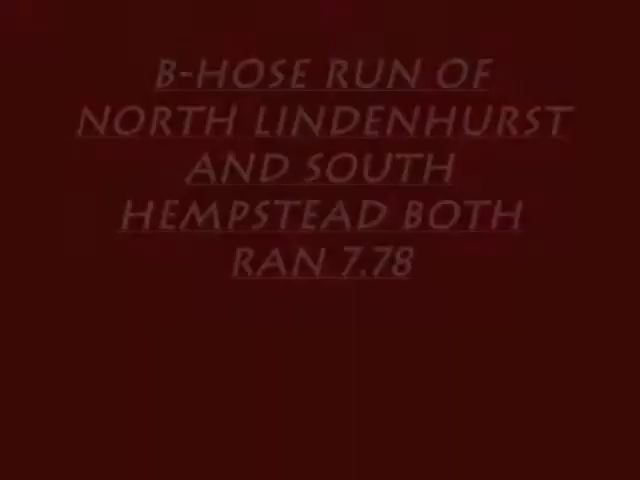 B-HOSE RUN OF
NORTH LINDENHURST
AND SOUTH
HEMPSTEAD BOTH
RAN 7.78